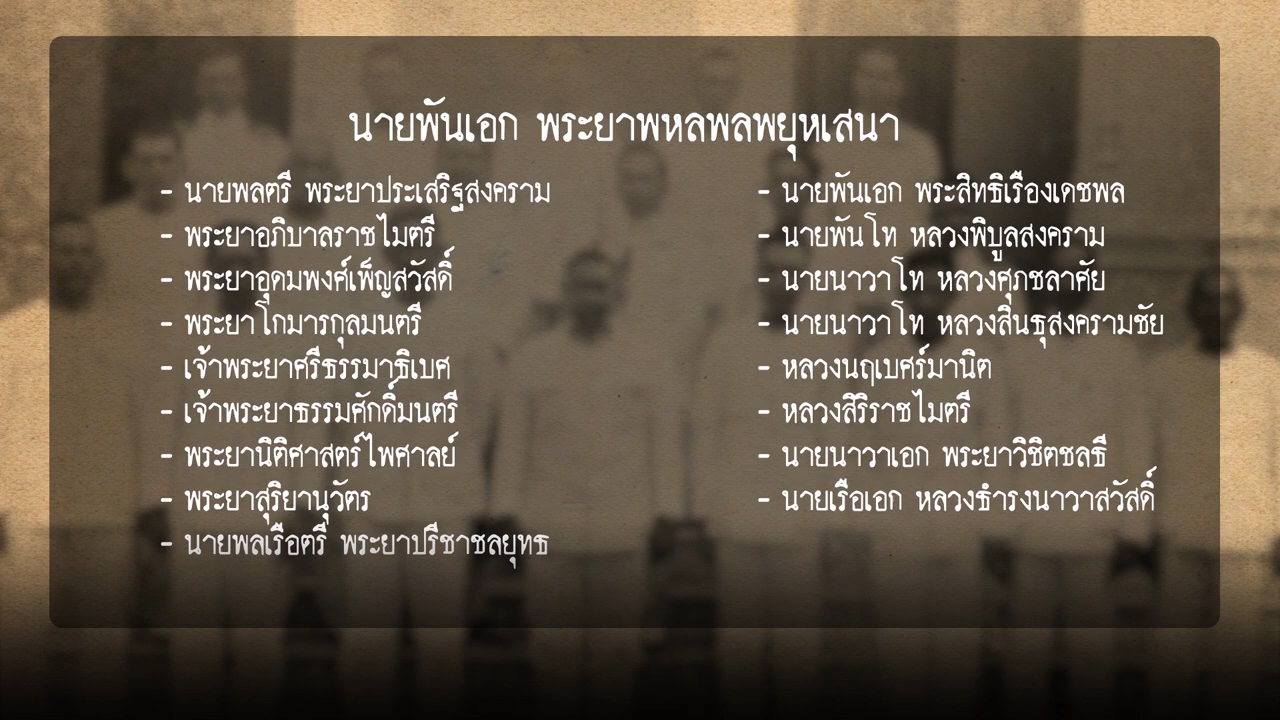 นายพันเอก พระยาพหลพลพยุหเสนา
- นายพลตรี พระยาประเสริฐสงคราม
- พระยาอภิบาลราชไมตรี
- พระยาอุดมพงศ์เพ็ญสวัสดิ์
- พระยาโกมารกุลมนตรี
- เจ้าพระยาศรีธรรมาธิเบศ
- เจ้าพระยาธรรมศักดิ์มนตรี
- พระยานิติศาสตร์ไพศาลย์
- พระยาสุริยานุวัตร
- นายพลเรือตรี พระยาปรีชาชลยุทธ
- นายพันเอก พระสิทธิเรืองเดชพล
- นายพันโท หลวงพิบูลสงคราม
- นายนาวาโท หลวงศุภชลาศัย
- นายนาวาโท หลวงสินธุสงครามชัย
- หลวงนฤเบศร์มานิต
- หลวงสิริราชไมตรี
- นายนาวาเอก พระยาวิชิตชลธี
- นายเรือเอก หลวงธำรงนาวาสวัสดิ์